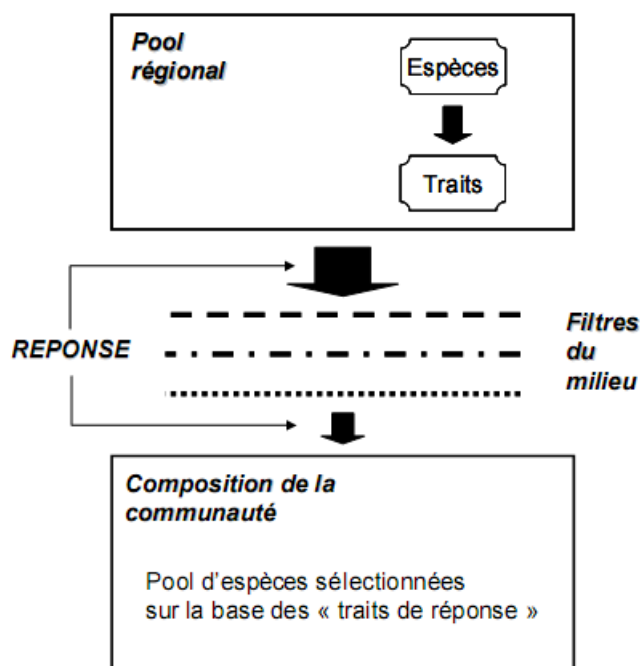 Pool
régional
Espèces
Traits
REPONSE
Filtres
du
milieu
Composition de la
communauté
Pool d'espèces sélectionnées
sur la base des « traits de réponse »